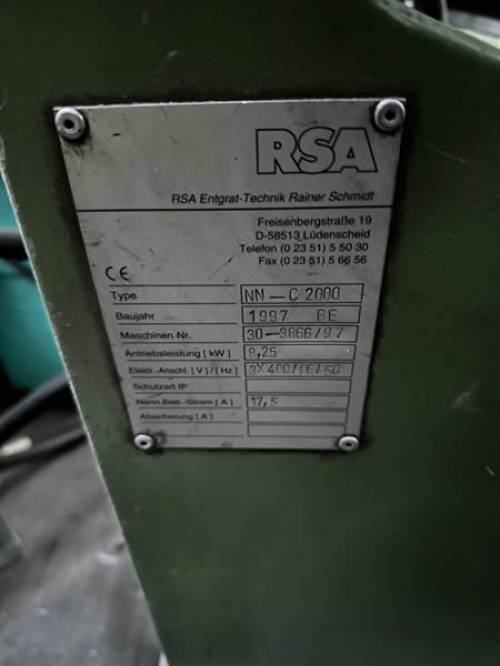 RSA
RSA Entgrat-Technik Rainer Schmidt
Freisenbergstraße 19
D-58513 Lüdenscheid
Telefon (0 23 51) 5 50 30
Fax (0 23 51) 5 66 56
CE
Type NN-C 2000
Baujahr 1997 BE
Maschinen-Nr. 30-3866/97
Antriebsleistung [kW] 8,25
Elektr.-Anschl. [V]/[Hz] 3X400/PE/50
Schutzart IP
Nenn.Betr.-Strom [A] 17,5
Absicherung [A]